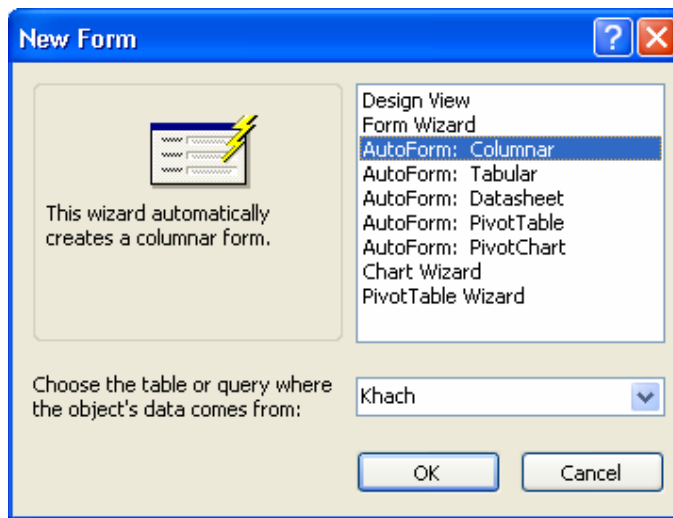 New Form
This wizard automatically
creates a columnar form.
Design View
Form Wizard
AutoForm: Columnar
AutoForm: Tabular
AutoForm: Datasheet
AutoForm: PivotTable
AutoForm: PivotChart
Chart Wizard
PivotTable Wizard
Choose the table or query where
the object's data comes from:
Khach
OK
Cancel